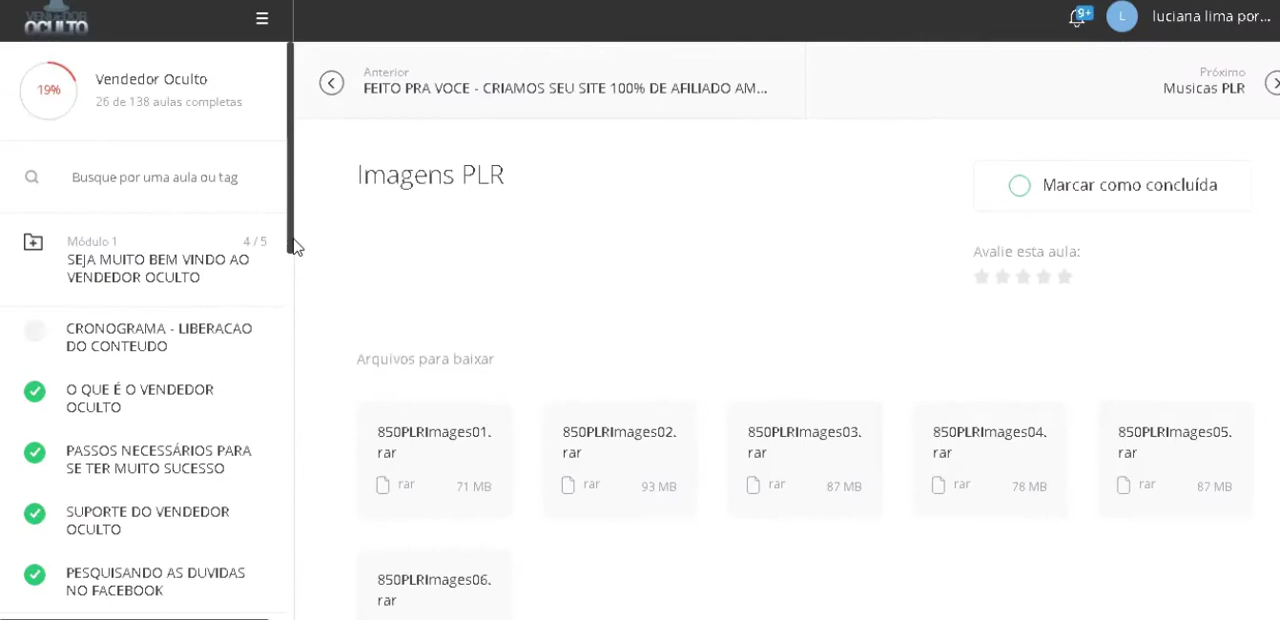 VENDEDOR
OCULTO
9+
L
luciana lima por...
19%
Vendedor Oculto
26 de 138 aulas completas
Busque por uma aula ou tag
Módulo 1
4 / 5
SEJA MUITO BEM VINDO AO
VENDEDOR OCULTO
CRONOGRAMA - LIBERACAO
DO CONTEUDO
O QUE É O VENDEDOR
OCULTO
PASSOS NECESSÁRIOS PARA
SE TER MUITO SUCESSO
SUPORTE DO VENDEDOR
OCULTO
PESQUISANDO AS DUVIDAS
NO FACEBOOK
Anterior
FEITO PRA VOCE - CRIAMOS SEU SITE 100% DE AFILIADO AM...
Próximo
Musicas PLR
Imagens PLR
Marcar como concluída
Avalie esta aula:
Arquivos para baixar
850PLRImages01.
rar
rar 71 MB
850PLRImages02.
rar
rar 93 MB
850PLRImages03.
rar
rar 87 MB
850PLRImages04.
rar
rar 78 MB
850PLRImages05.
rar
rar 87 MB
850PLRImages06.
rar